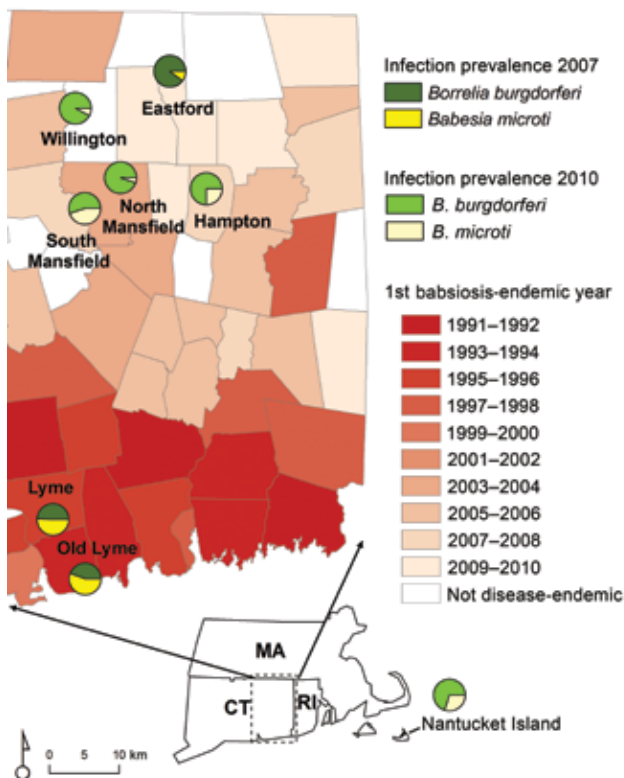 Eastford
Willington
North
Mansfield
Hampton
South
Mansfield
Lyme
Old Lyme
Infection prevalence 2007
Borrelia burgdorferi
Babesia microti
Infection prevalence 2010
B. burgdorferi
B. microti
1st babsiosis-endemic year
1991–1992
1993–1994
1995–1996
1997–1998
1999–2000
2001–2002
2003–2004
2005–2006
2007–2008
2009–2010
Not disease-endemic
MA
CT
RI
Nantucket Island
0 5 10 km